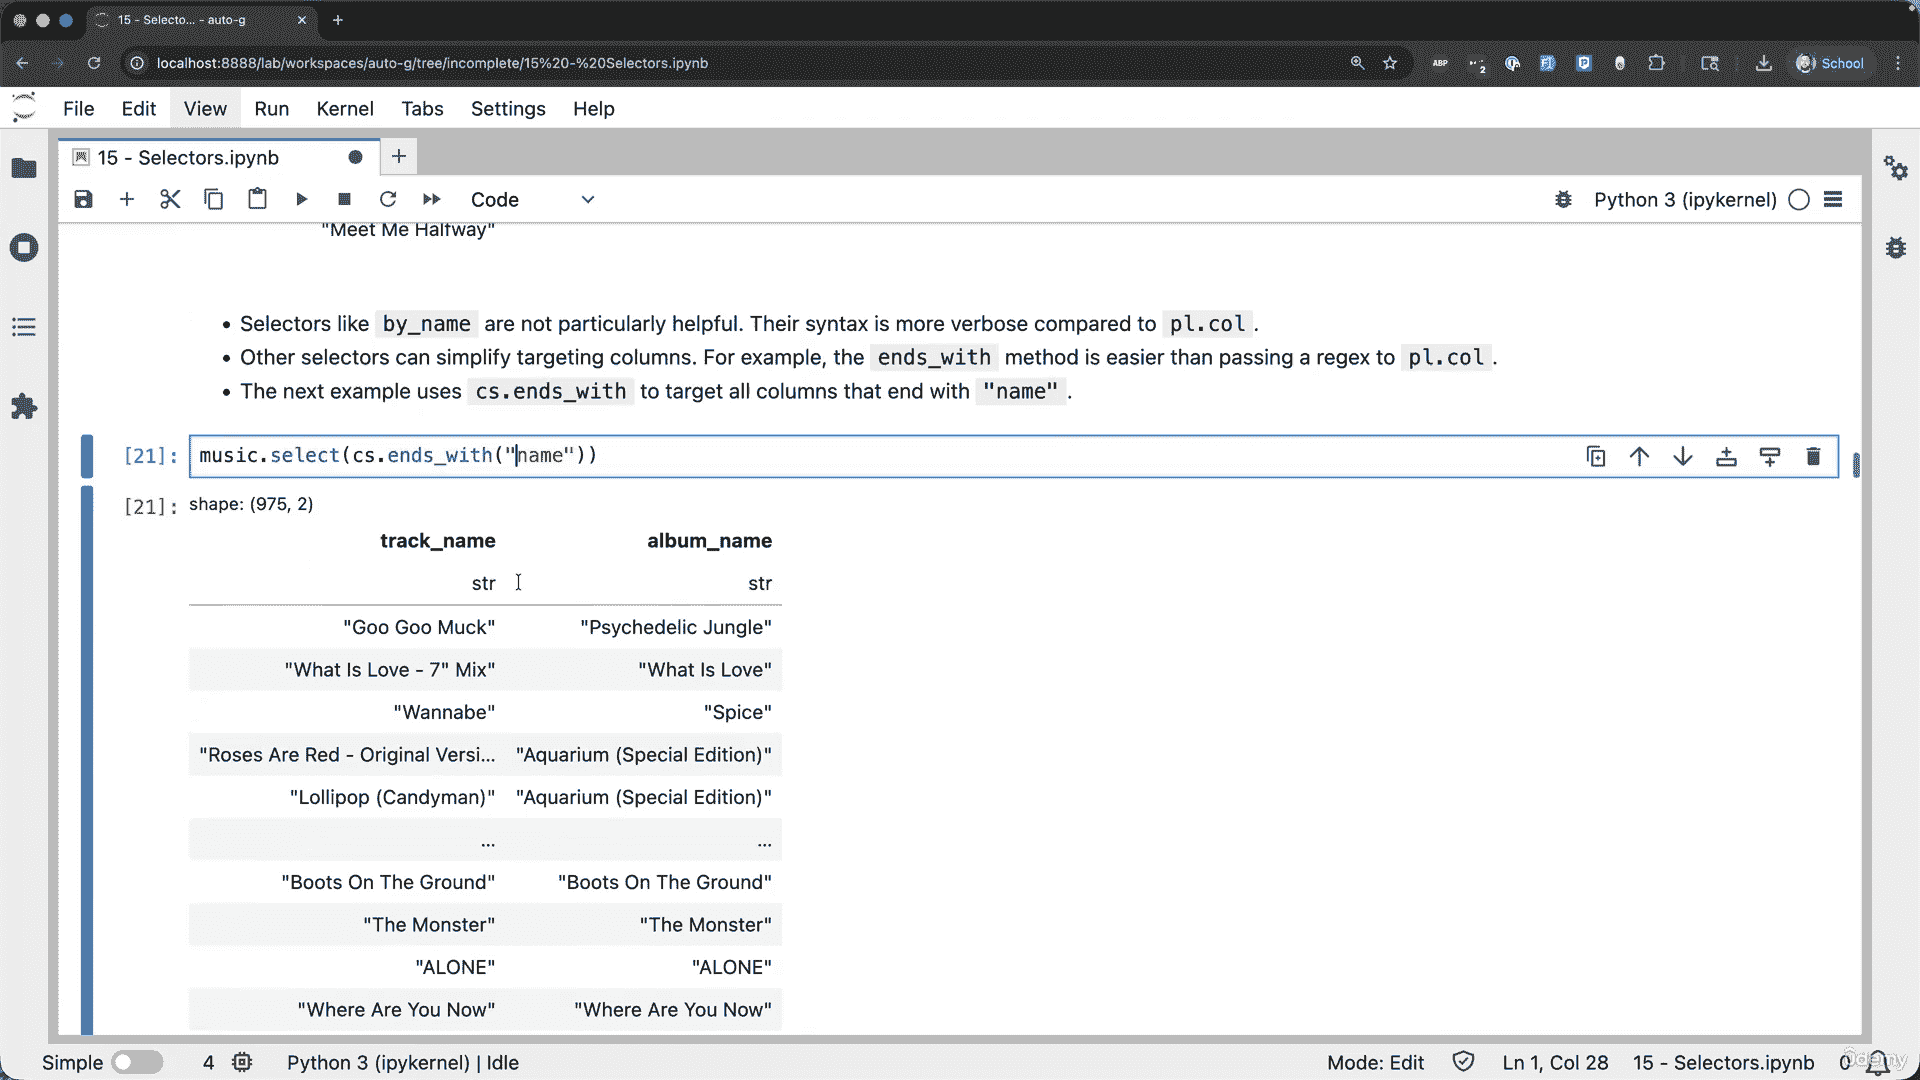 15 - Selecto... - auto-g
localhost:8888/lab/workspaces/auto-g/tree/incomplete/15%20-%20Selectors.ipynb
ABP
2
School
File Edit View Run Kernel Tabs Settings Help
15 - Selectors.ipynb
Code
Python 3 (ipykernel)
"Meet Me Halfway"
• Selectors like by_name are not particularly helpful. Their syntax is more verbose compared to pl.col.
• Other selectors can simplify targeting columns. For example, the ends_with method is easier than passing a regex to pl.col.
• The next example uses cs.ends_with to target all columns that end with "name".
[21]: music.select(cs.ends_with("name"))
[21]: shape: (975, 2)
track_name album_name
str str
"Goo Goo Muck" "Psychedelic Jungle"
"What Is Love - 7" Mix" "What Is Love"
"Wannabe" "Spice"
"Roses Are Red - Original Versi... "Aquarium (Special Edition)"
"Lollipop (Candyman)" "Aquarium (Special Edition)"
... ...
"Boots On The Ground" "Boots On The Ground"
"The Monster" "The Monster"
"ALONE" "ALONE"
"Where Are You Now" "Where Are You Now"
Simple 4 Python 3 (ipykernel) | Idle Mode: Edit Ln 1, Col 28 15 - Selectors.ipynb 0
Udemy